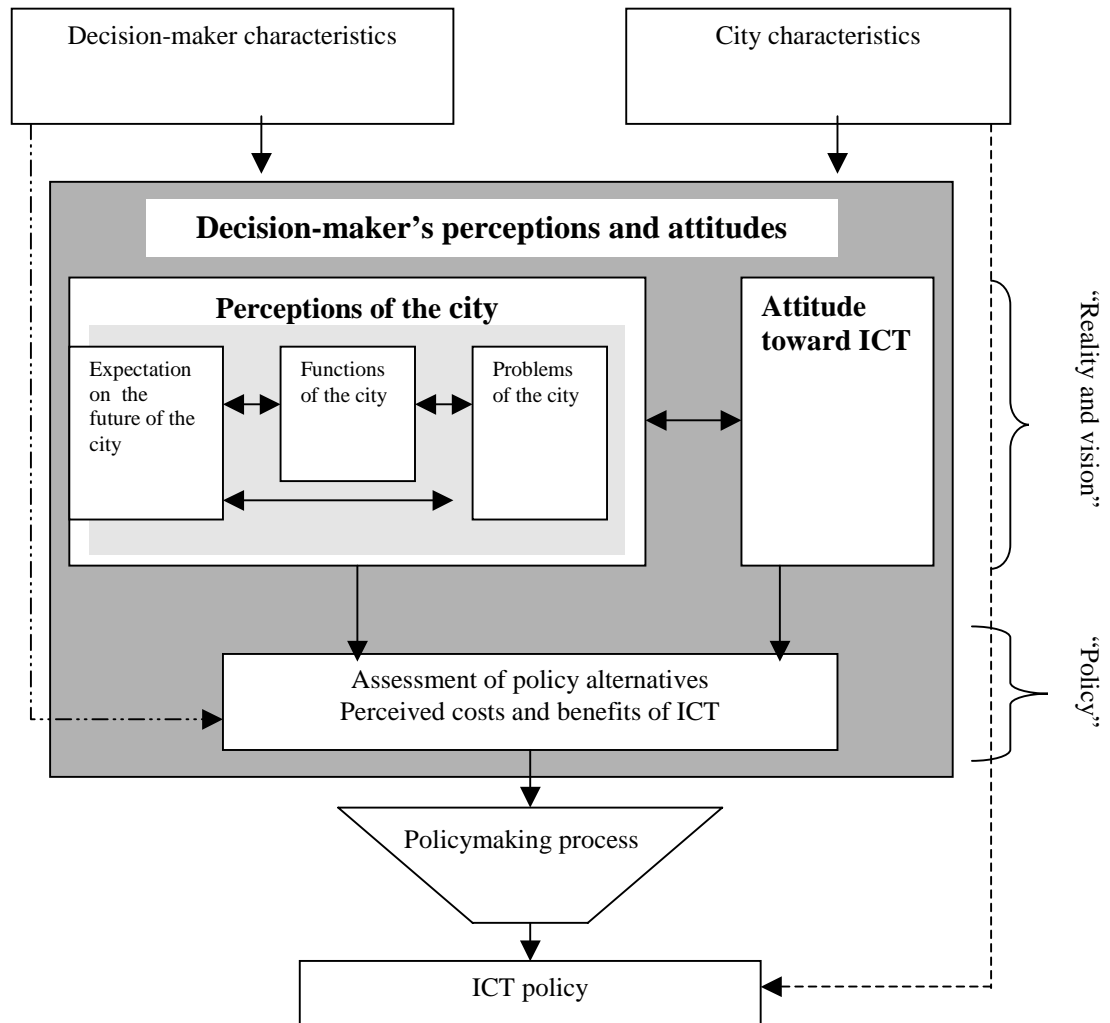 Decision-maker characteristics
City characteristics
Decision-maker’s perceptions and attitudes
Perceptions of the city
Attitude
toward ICT
Expectation
on the
future of the
city
Functions
of the city
Problems
of the city
“Reality and vision”
Assessment of policy alternatives
Perceived costs and benefits of ICT
“Policy”
Policymaking process
ICT policy